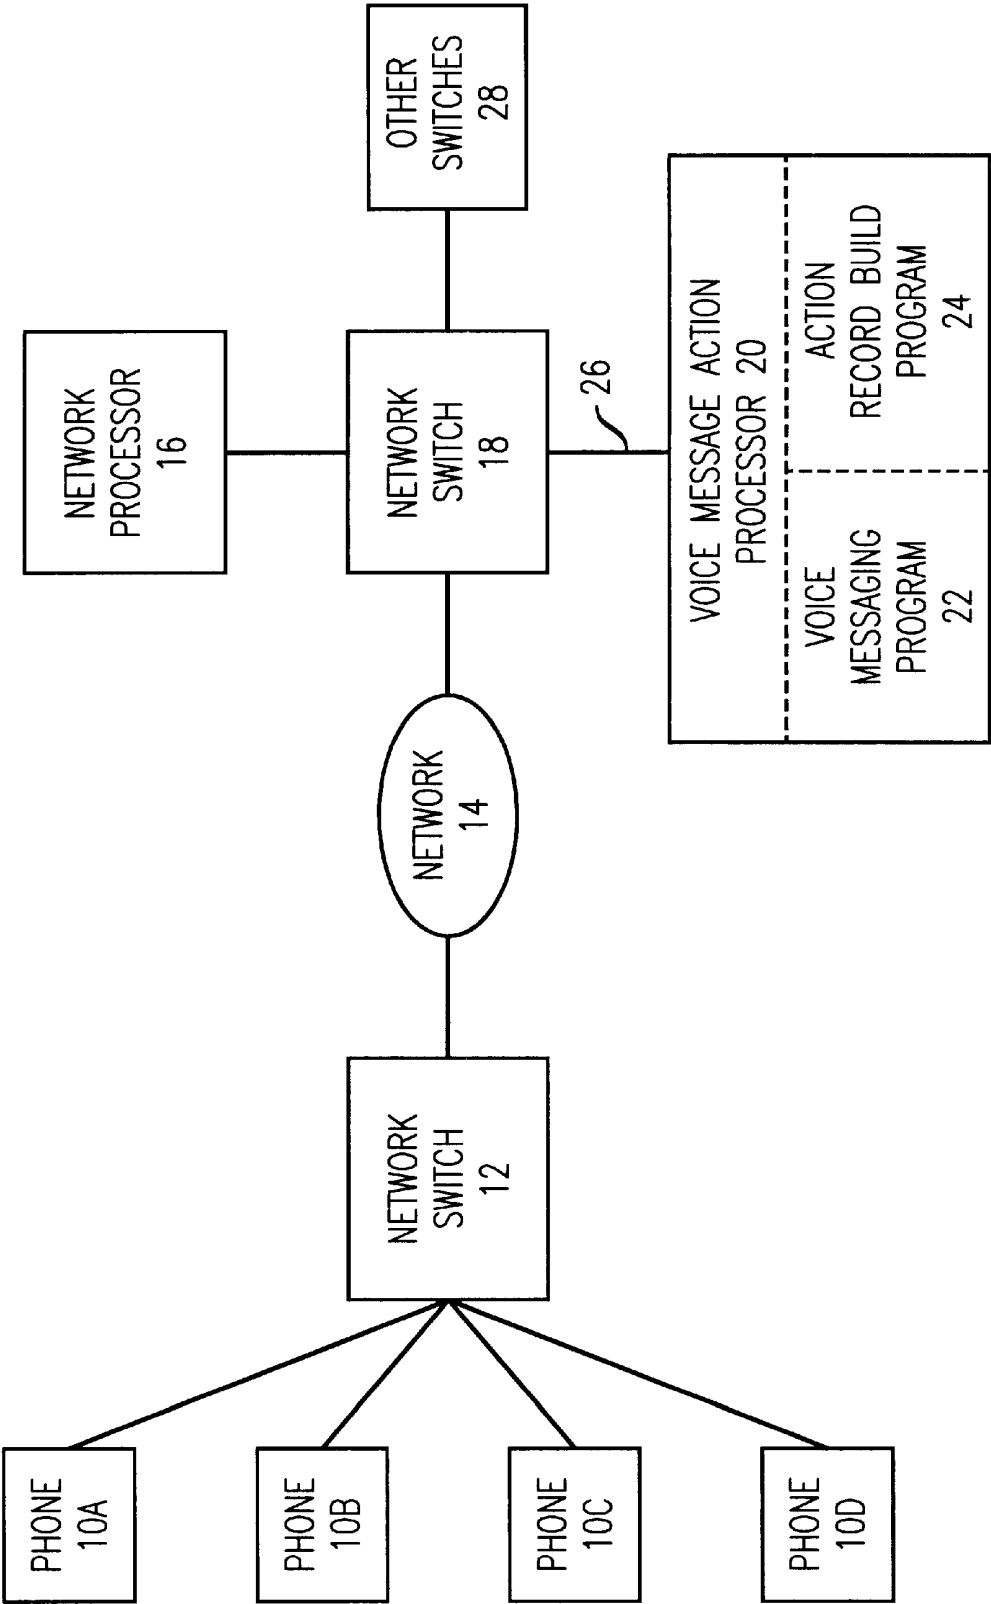 PHONE
10A
PHONE
10B
PHONE
10C
PHONE
10D
NETWORK
SWITCH
12
NETWORK
14
NETWORK
PROCESSOR
16
NETWORK
SWITCH
18
OTHER
SWITCHES
28
26
VOICE MESSAGE ACTION
PROCESSOR 20
VOICE
MESSAGING
PROGRAM
22
ACTION
RECORD BUILD
PROGRAM
24